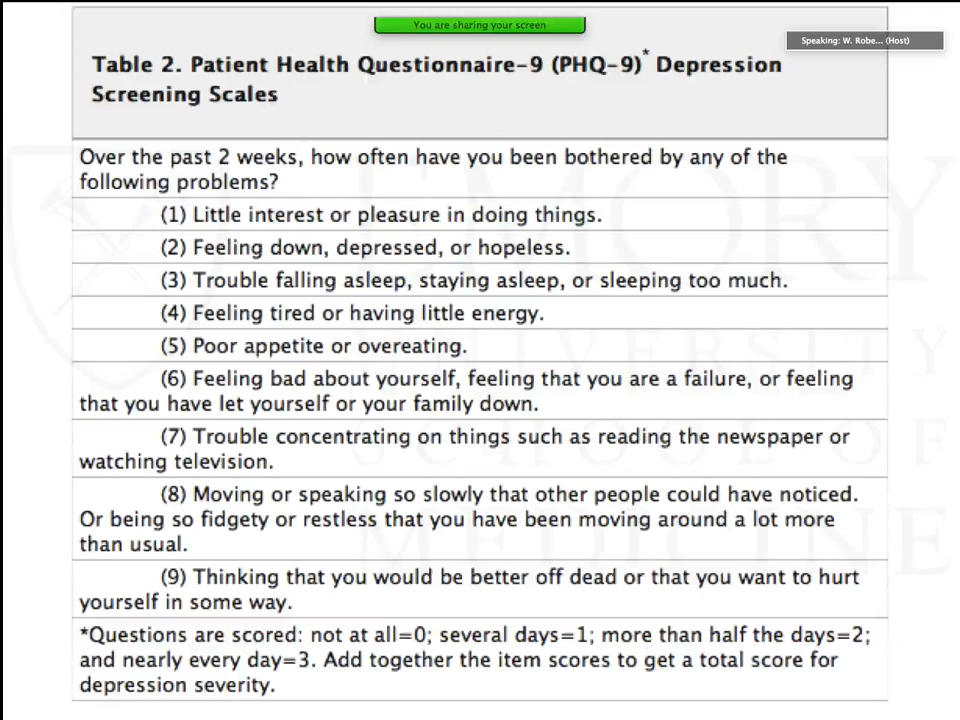 You are sharing your screen
Speaking: W. Robe... (Host)
Table 2. Patient Health Questionnaire-9 (PHQ-9)* Depression
Screening Scales
Over the past 2 weeks, how often have you been bothered by any of the
following problems?
(1) Little interest or pleasure in doing things.
(2) Feeling down, depressed, or hopeless.
(3) Trouble falling asleep, staying asleep, or sleeping too much.
(4) Feeling tired or having little energy.
(5) Poor appetite or overeating.
(6) Feeling bad about yourself, feeling that you are a failure, or feeling
that you have let yourself or your family down.
(7) Trouble concentrating on things such as reading the newspaper or
watching television.
(8) Moving or speaking so slowly that other people could have noticed.
Or being so fidgety or restless that you have been moving around a lot more
than usual.
(9) Thinking that you would be better off dead or that you want to hurt
yourself in some way.
*Questions are scored: not at all=0; several days=1; more than half the days=2;
and nearly every day=3. Add together the item scores to get a total score for
depression severity.
EMORY
UNIVERSITY
SCHOOL OF
MEDICINE